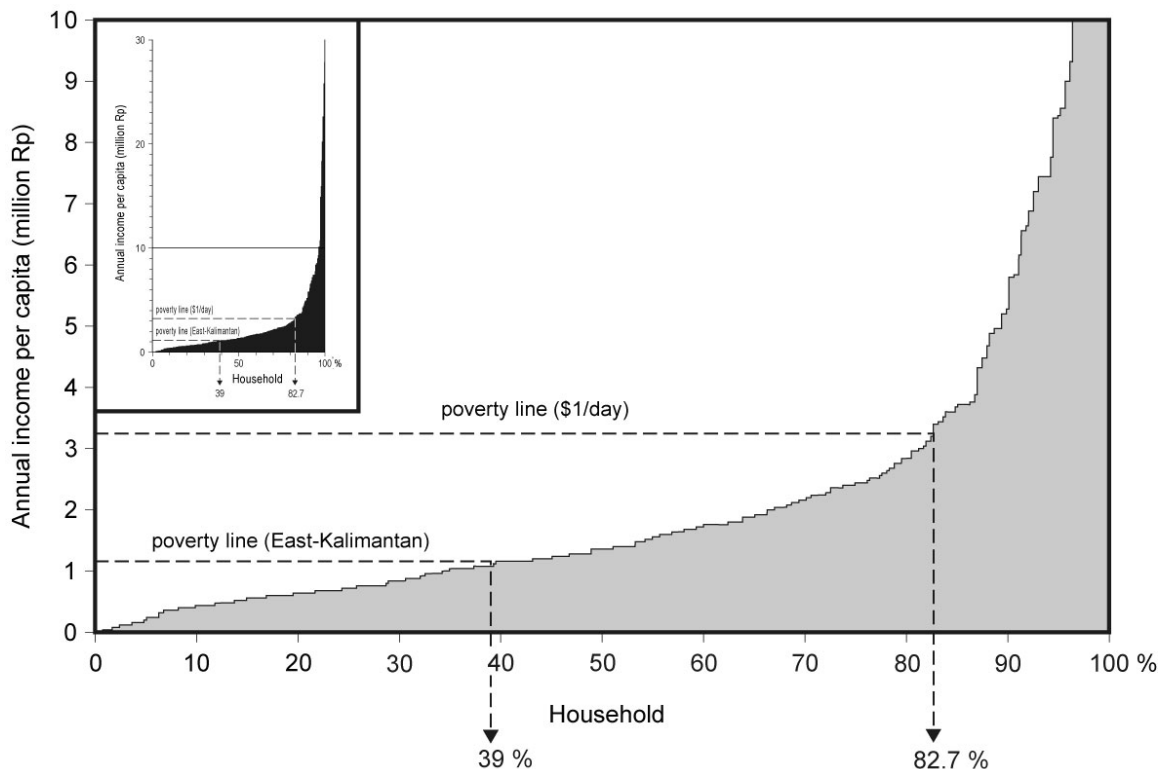 10
9
8
7
6
5
4
3
2
1
0
Annual income per capita (million Rp)
30
20
10
0
Annual income per capita (million Rp)
poverty line ($1/day)
poverty line (East-Kalimantan)
0 50 100 %
Household
39 82.7
poverty line ($1/day)
poverty line (East-Kalimantan)
0 10 20 30 40 50 60 70 80 90 100 %
Household
39 % 82.7 %